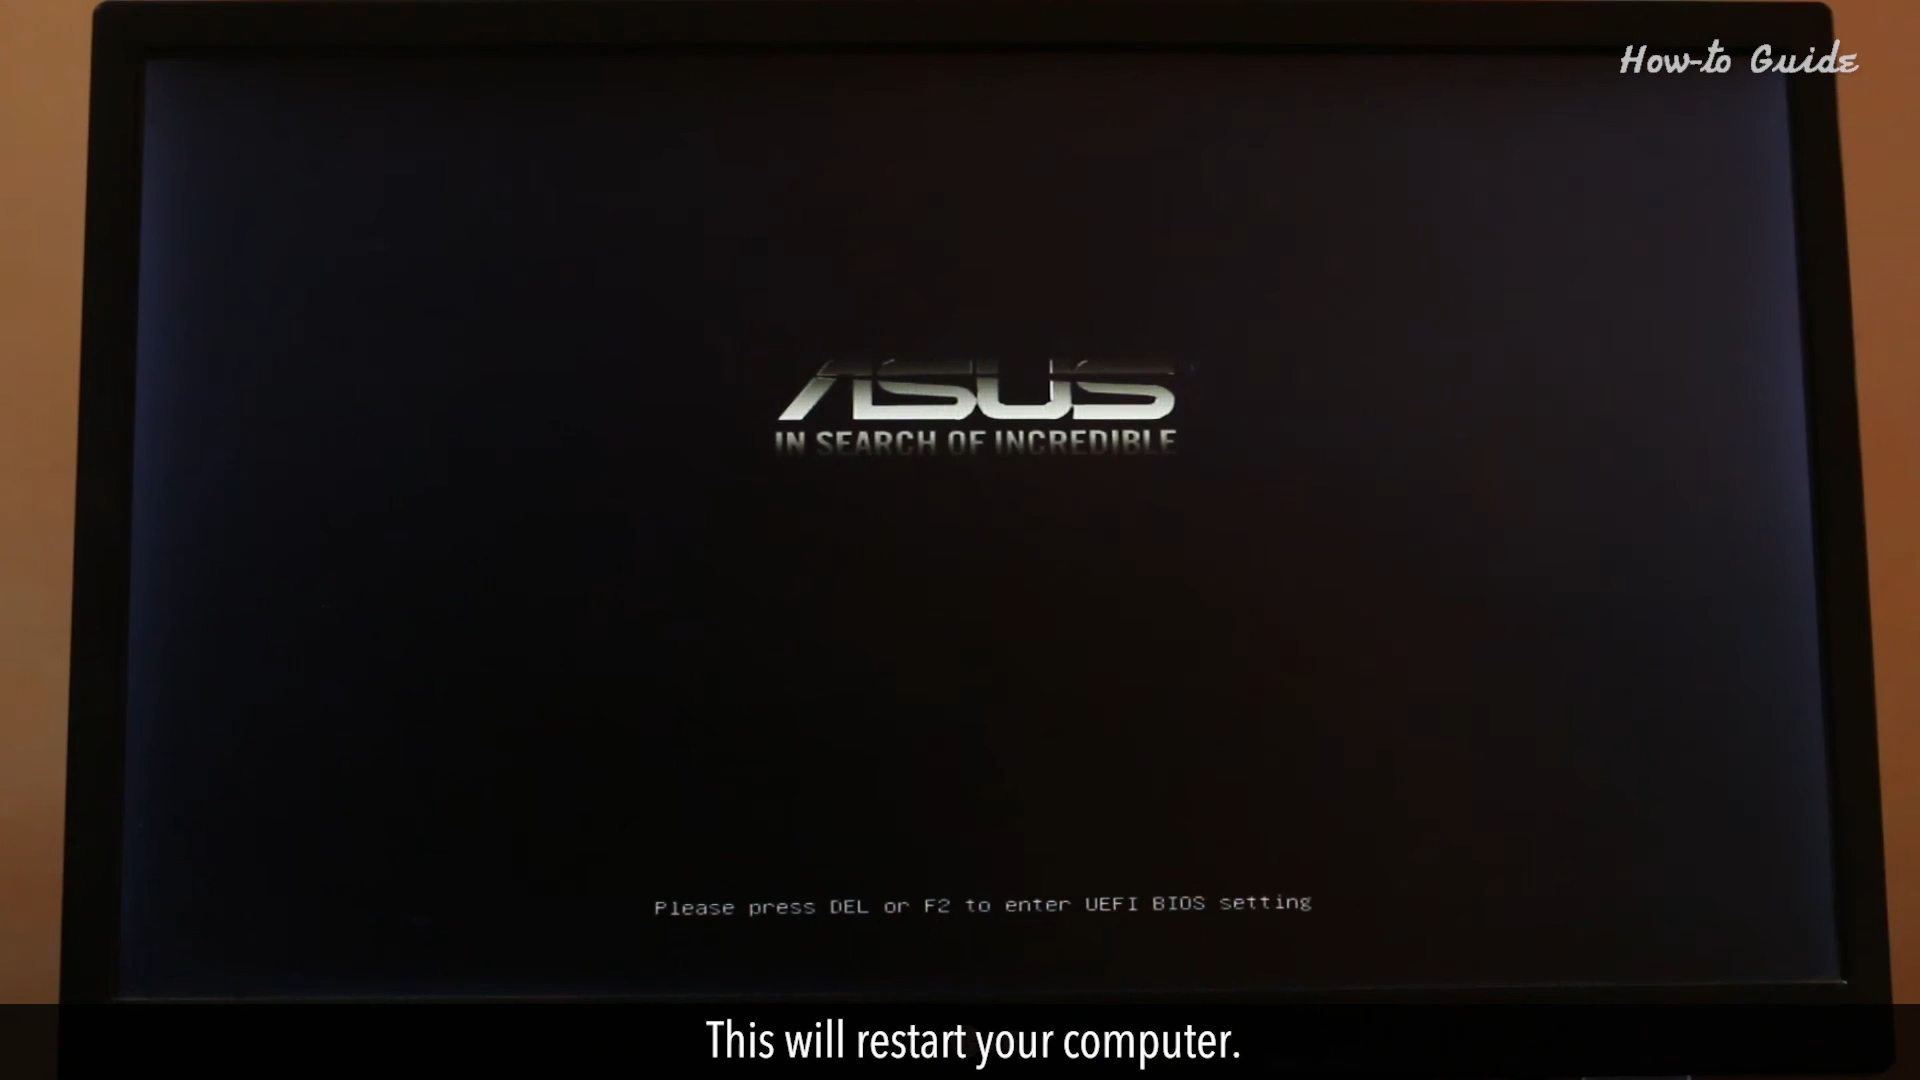 How-to Guide
ASUS
IN SEARCH OF INCREDIBLE
Please press DEL or F2 to enter UEFI BIOS setting
This will restart your computer.